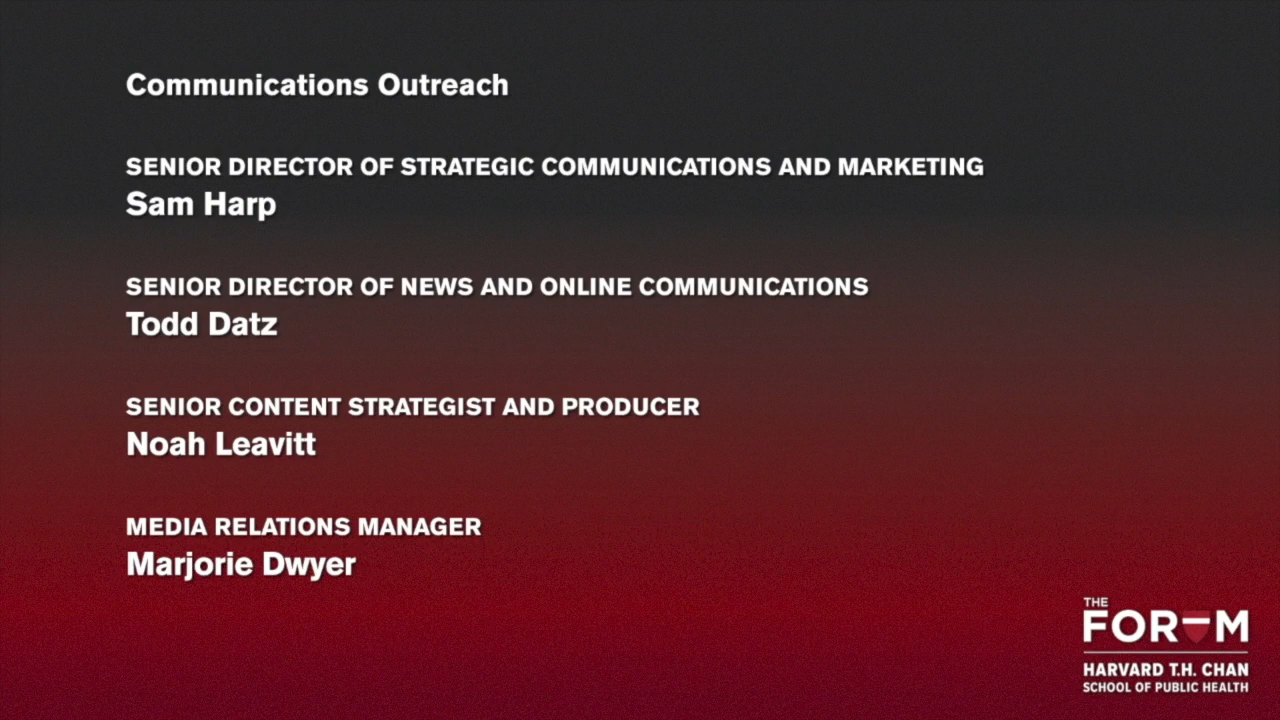 Communications Outreach
SENIOR DIRECTOR OF STRATEGIC COMMUNICATIONS AND MARKETING
Sam Harp
SENIOR DIRECTOR OF NEWS AND ONLINE COMMUNICATIONS
Todd Datz
SENIOR CONTENT STRATEGIST AND PRODUCER
Noah Leavitt
MEDIA RELATIONS MANAGER
Marjorie Dwyer
THE
FORUM
HARVARD T.H. CHAN
SCHOOL OF PUBLIC HEALTH